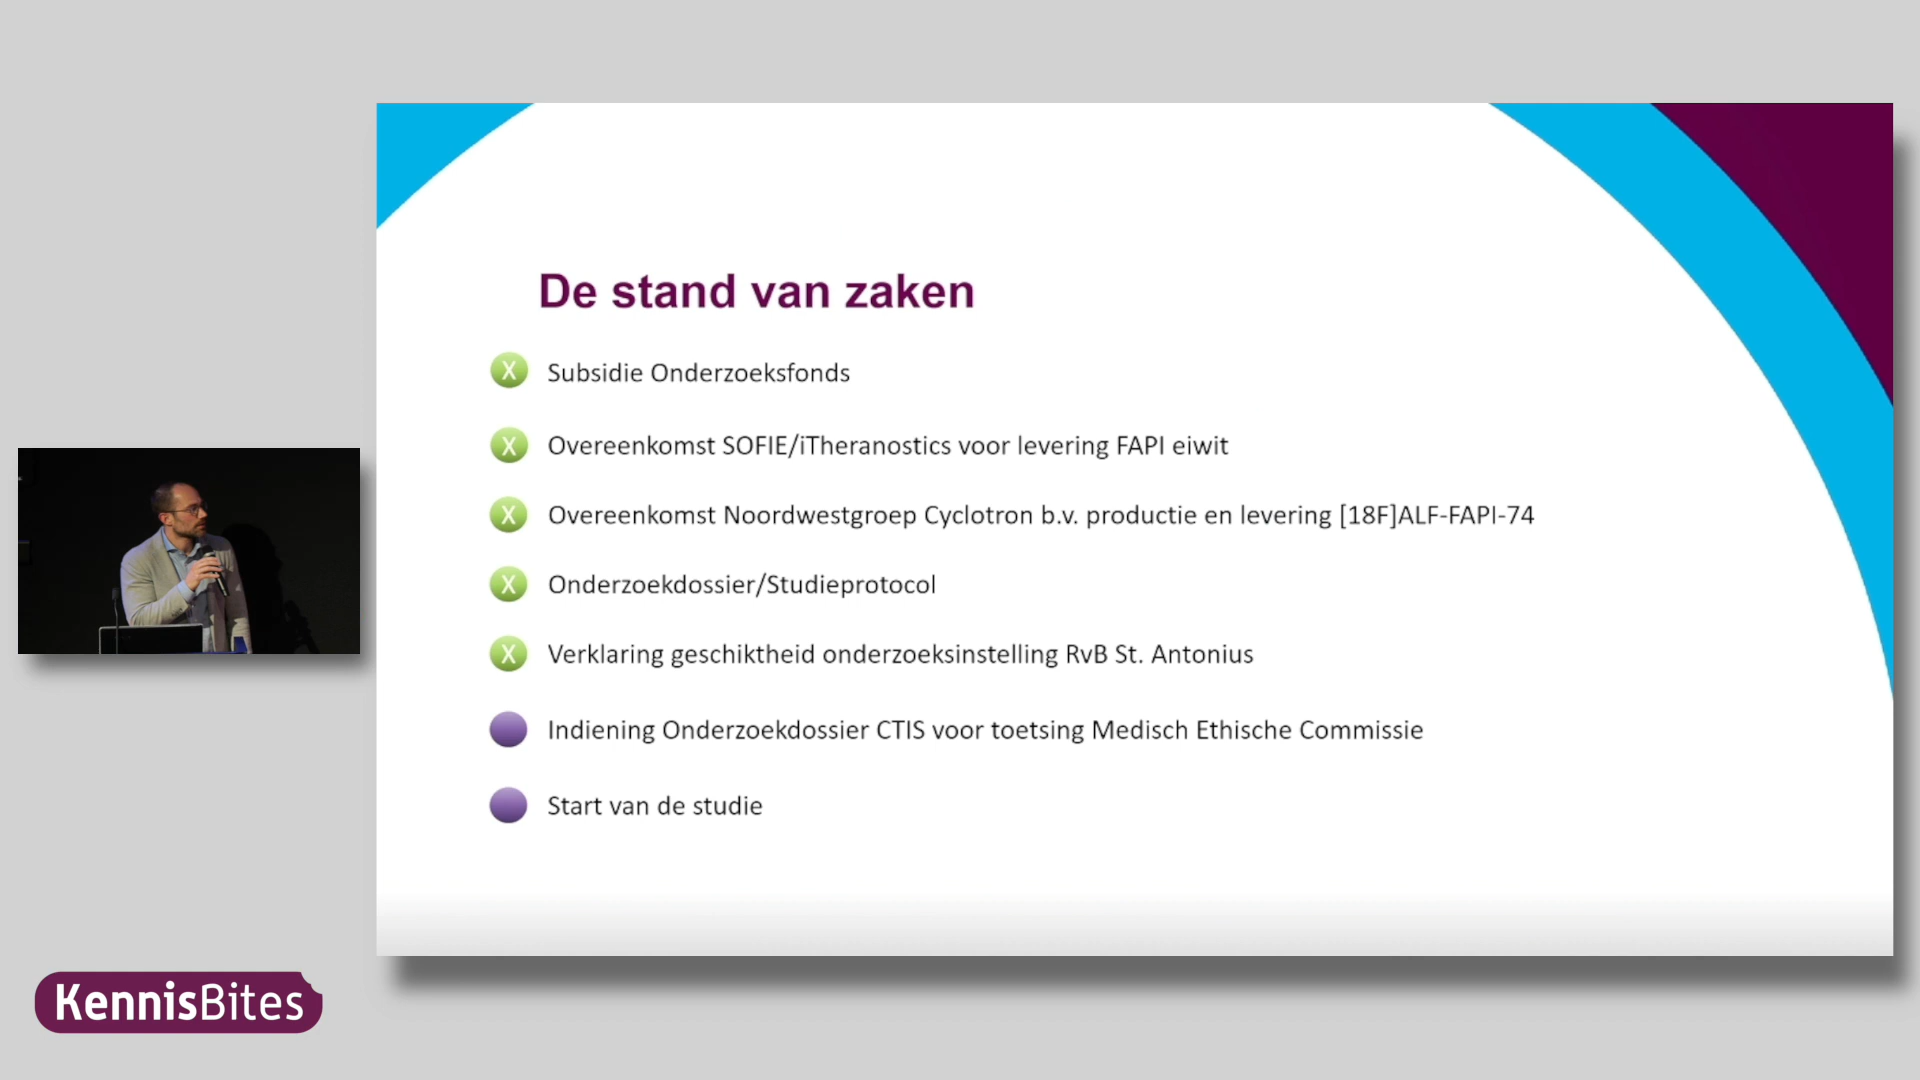 De stand van zaken
X Subsidie Onderzoeksfonds
X Overeenkomst SOFIE/iTheranostics voor levering FAPI eiwit
X Overeenkomst Noordwestgroep Cyclotron b.v. productie en levering [18F]ALF-FAPI-74
X Onderzoekdossier/Studieprotocol
X Verklaring geschiktheid onderzoeksinstelling RvB St. Antonius
Indiening Onderzoekdossier CTIS voor toetsing Medisch Ethische Commissie
Start van de studie
KennisBites